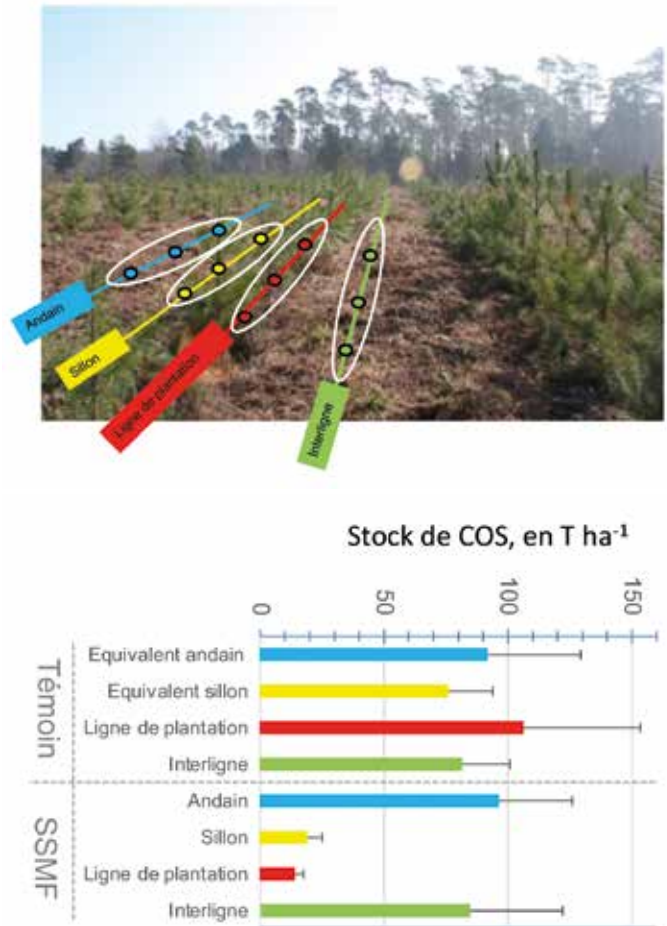 Andain
Sillon
Ligne de plantation
Interligne
Stock de COS, en T ha⁻¹
0 50 100 150
Témoin
Equivalent andain
Equivalent sillon
Ligne de plantation
Interligne
SSMF
Andain
Sillon
Ligne de plantation
Interligne